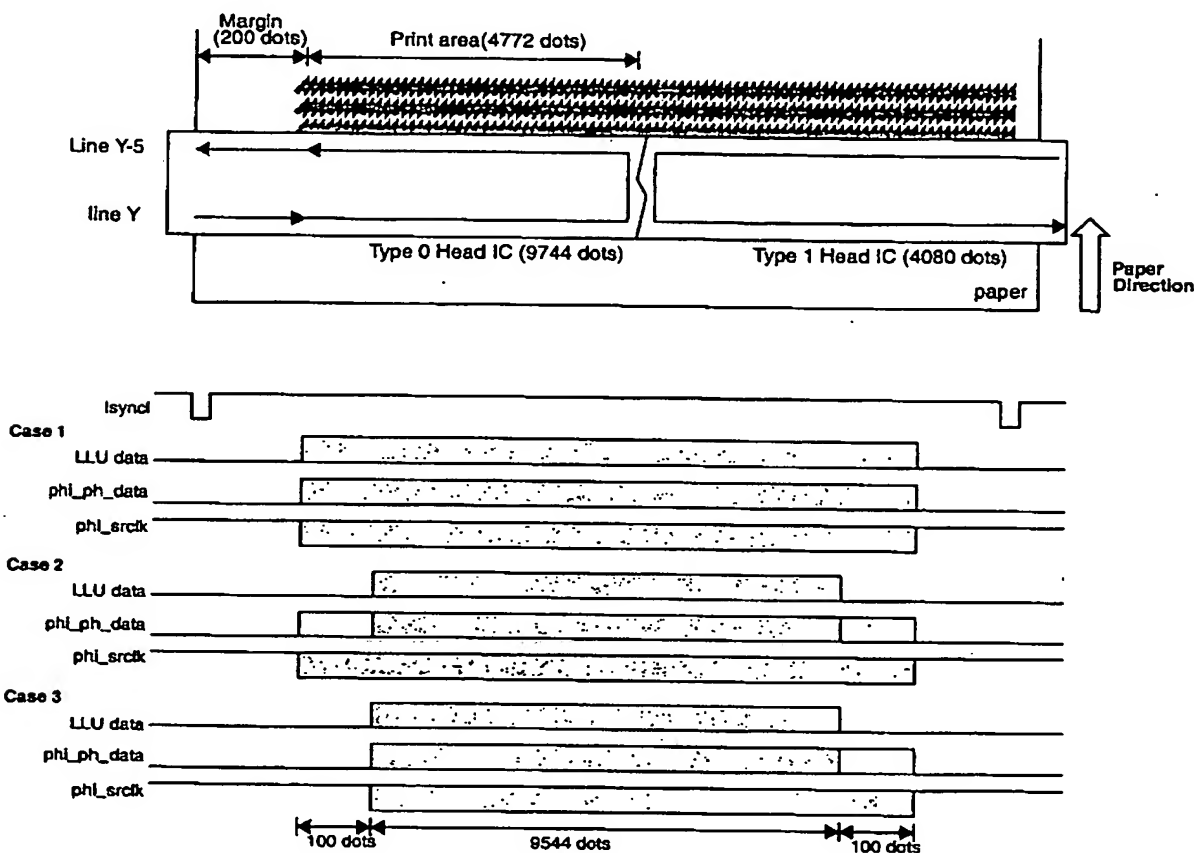 Margin
(200 dots)
Print area(4772 dots)
Line Y-5
line Y
Type 0 Head IC (9744 dots)
Type 1 Head IC (4080 dots)
paper
Paper
Direction
lsyncl
Case 1
LLU data
phi_ph_data
phi_srclk
Case 2
LLU data
phi_ph_data
phi_srclk
Case 3
LLU data
phi_ph_data
phi_srclk
100 dots
9544 dots
100 dots